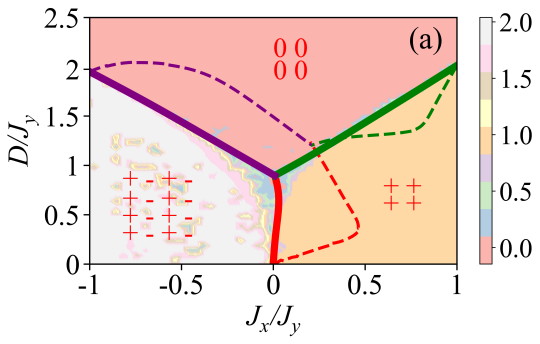 (a)
D/J_y
2.5
2
1.5
1
0.5
0
0 0
0 0
+ - + -
+ - + -
+ - + -
+ - + -
+ +
+ +
-1
-0.5
0
0.5
1
J_x/J_y
2.0
1.5
1.0
0.5
0.0